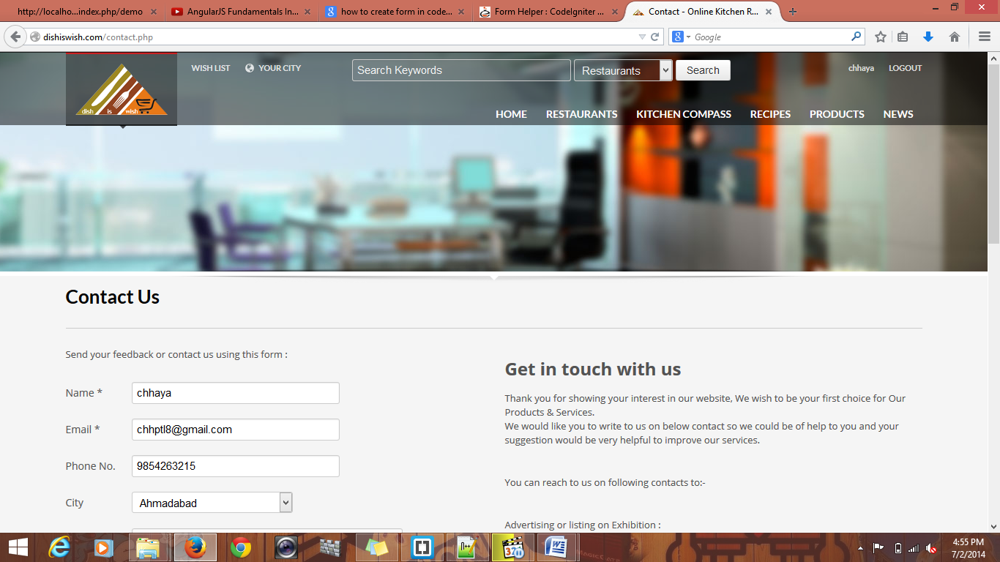 http://localho...index.php/demo
AngularJS Fundamentals In...
how to create form in code...
Form Helper : CodeIgniter ...
Contact - Online Kitchen R...
dishiswish.com/contact.php
Google
dish is wish
WISH LIST
YOUR CITY
Search Keywords
Restaurants
Search
chhaya
LOGOUT
HOME
RESTAURANTS
KITCHEN COMPASS
RECIPES
PRODUCTS
NEWS
Contact Us
Send your feedback or contact us using this form :
Name *
chhaya
Email *
chhptl8@gmail.com
Phone No.
9854263215
City
Ahmadabad
Get in touch with us
Thank you for showing your interest in our website, We wish to be your first choice for Our
Products & Services.
We would like you to write to us on below contact so we could be of help to you and your
suggestion would be very helpful to improve our services.
You can reach to us on following contacts to:-
Advertising or listing on Exhibition :
4:55 PM
7/2/2014